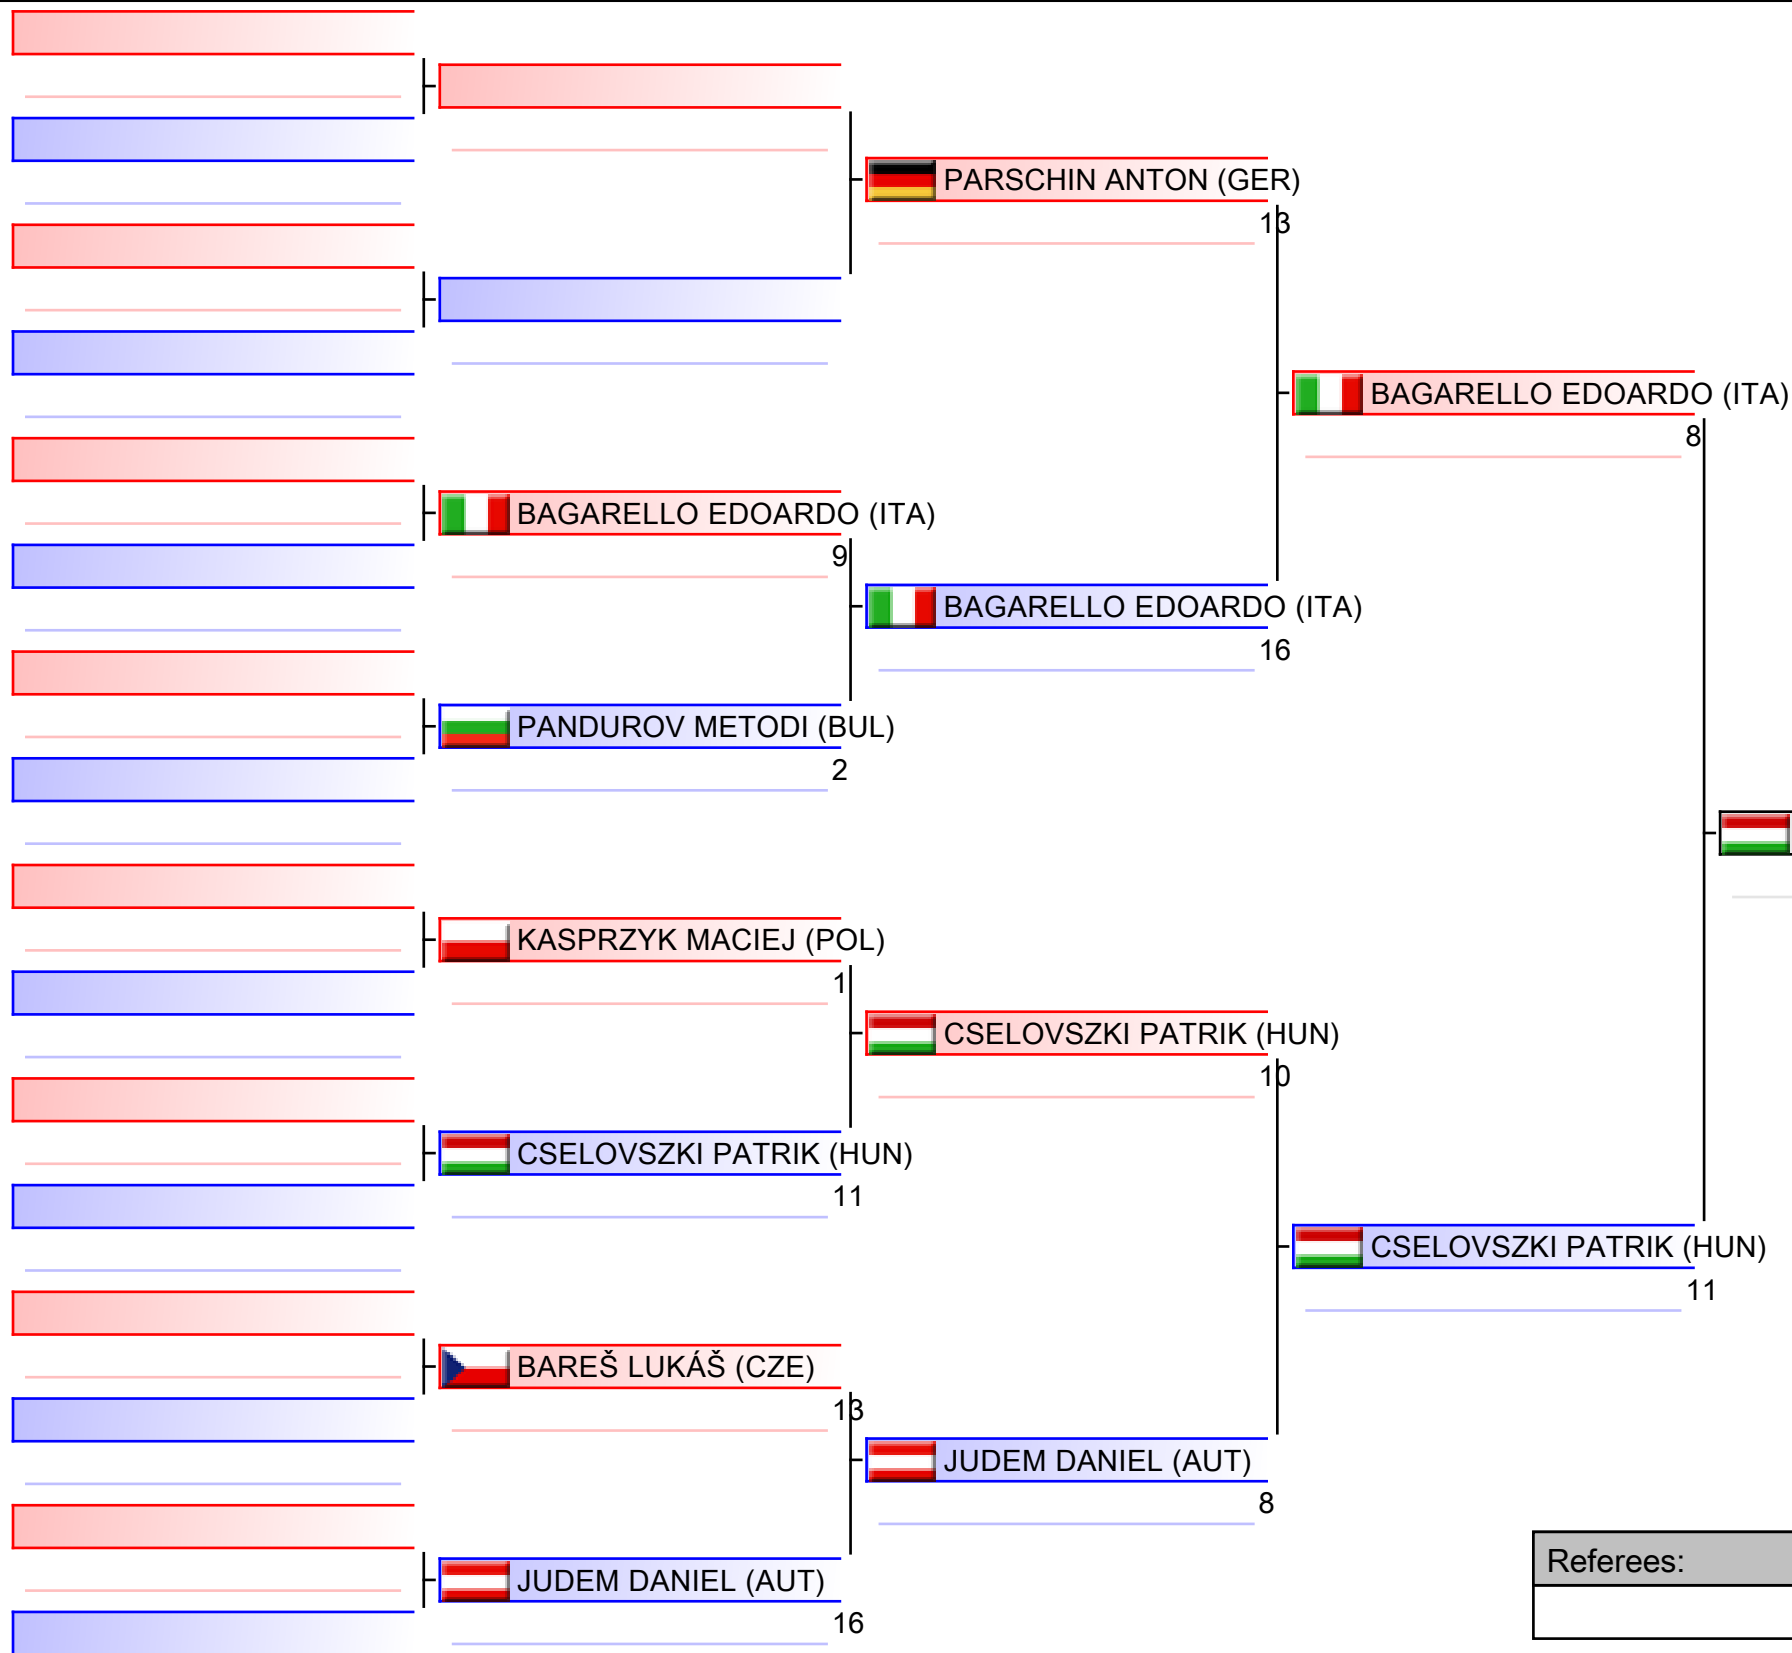 PARSCHIN ANTON (GER)
13
BAGARELLO EDOARDO (ITA)
8
BAGARELLO EDOARDO (ITA)
9
BAGARELLO EDOARDO (ITA)
16
PANDUROV METODI (BUL)
2
KASPRZYK MACIEJ (POL)
1
CSELOVSZKI PATRIK (HUN)
10
CSELOVSZKI PATRIK (HUN)
11
CSELOVSZKI PATRIK (HUN)
11
BAREŠ LUKÁŠ (CZE)
13
JUDEM DANIEL (AUT)
8
JUDEM DANIEL (AUT)
16
Referees: